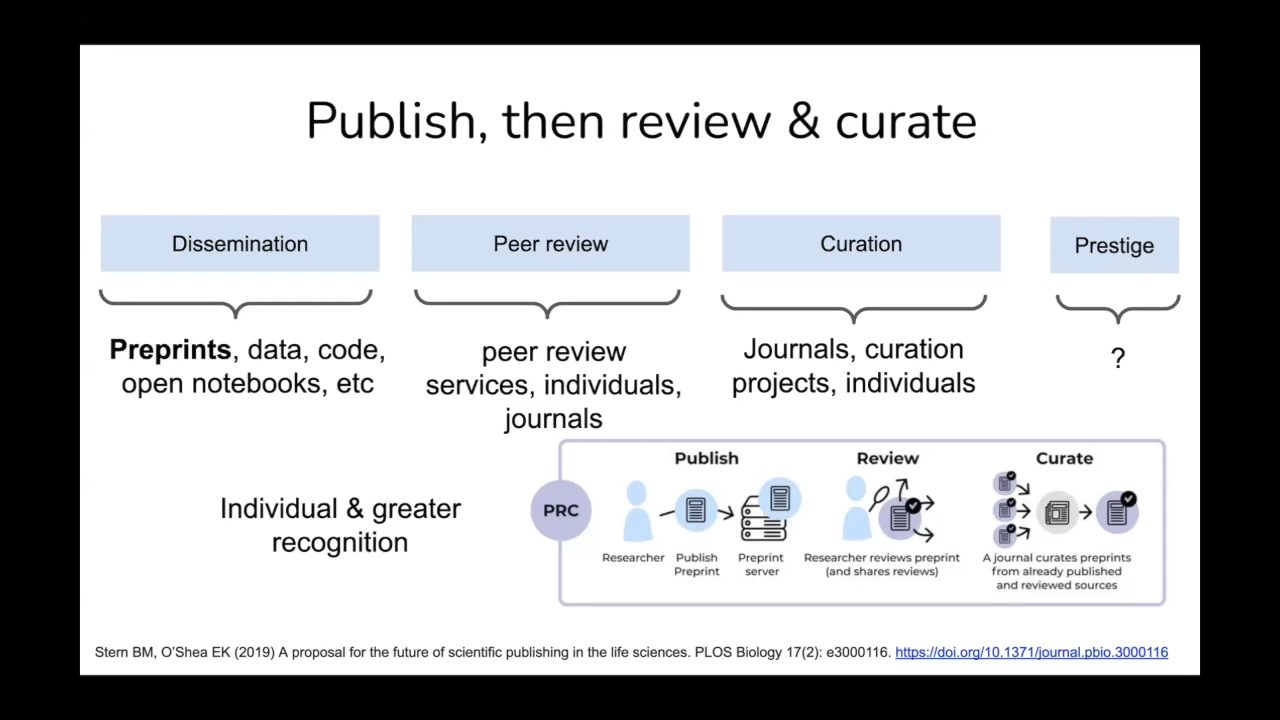 Publish, then review & curate
Dissemination
Peer review
Curation
Prestige
Preprints, data, code,
open notebooks, etc
peer review
services, individuals,
journals
Journals, curation
projects, individuals
?
Individual & greater
recognition
PRC
Publish
Review
Curate
Researcher
Publish
Preprint
Preprint
server
Researcher reviews preprint
(and shares reviews)
A journal curates preprints
from already published
and reviewed sources
Stern BM, O’Shea EK (2019) A proposal for the future of scientific publishing in the life sciences. PLOS Biology 17(2): e3000116. https://doi.org/10.1371/journal.pbio.3000116